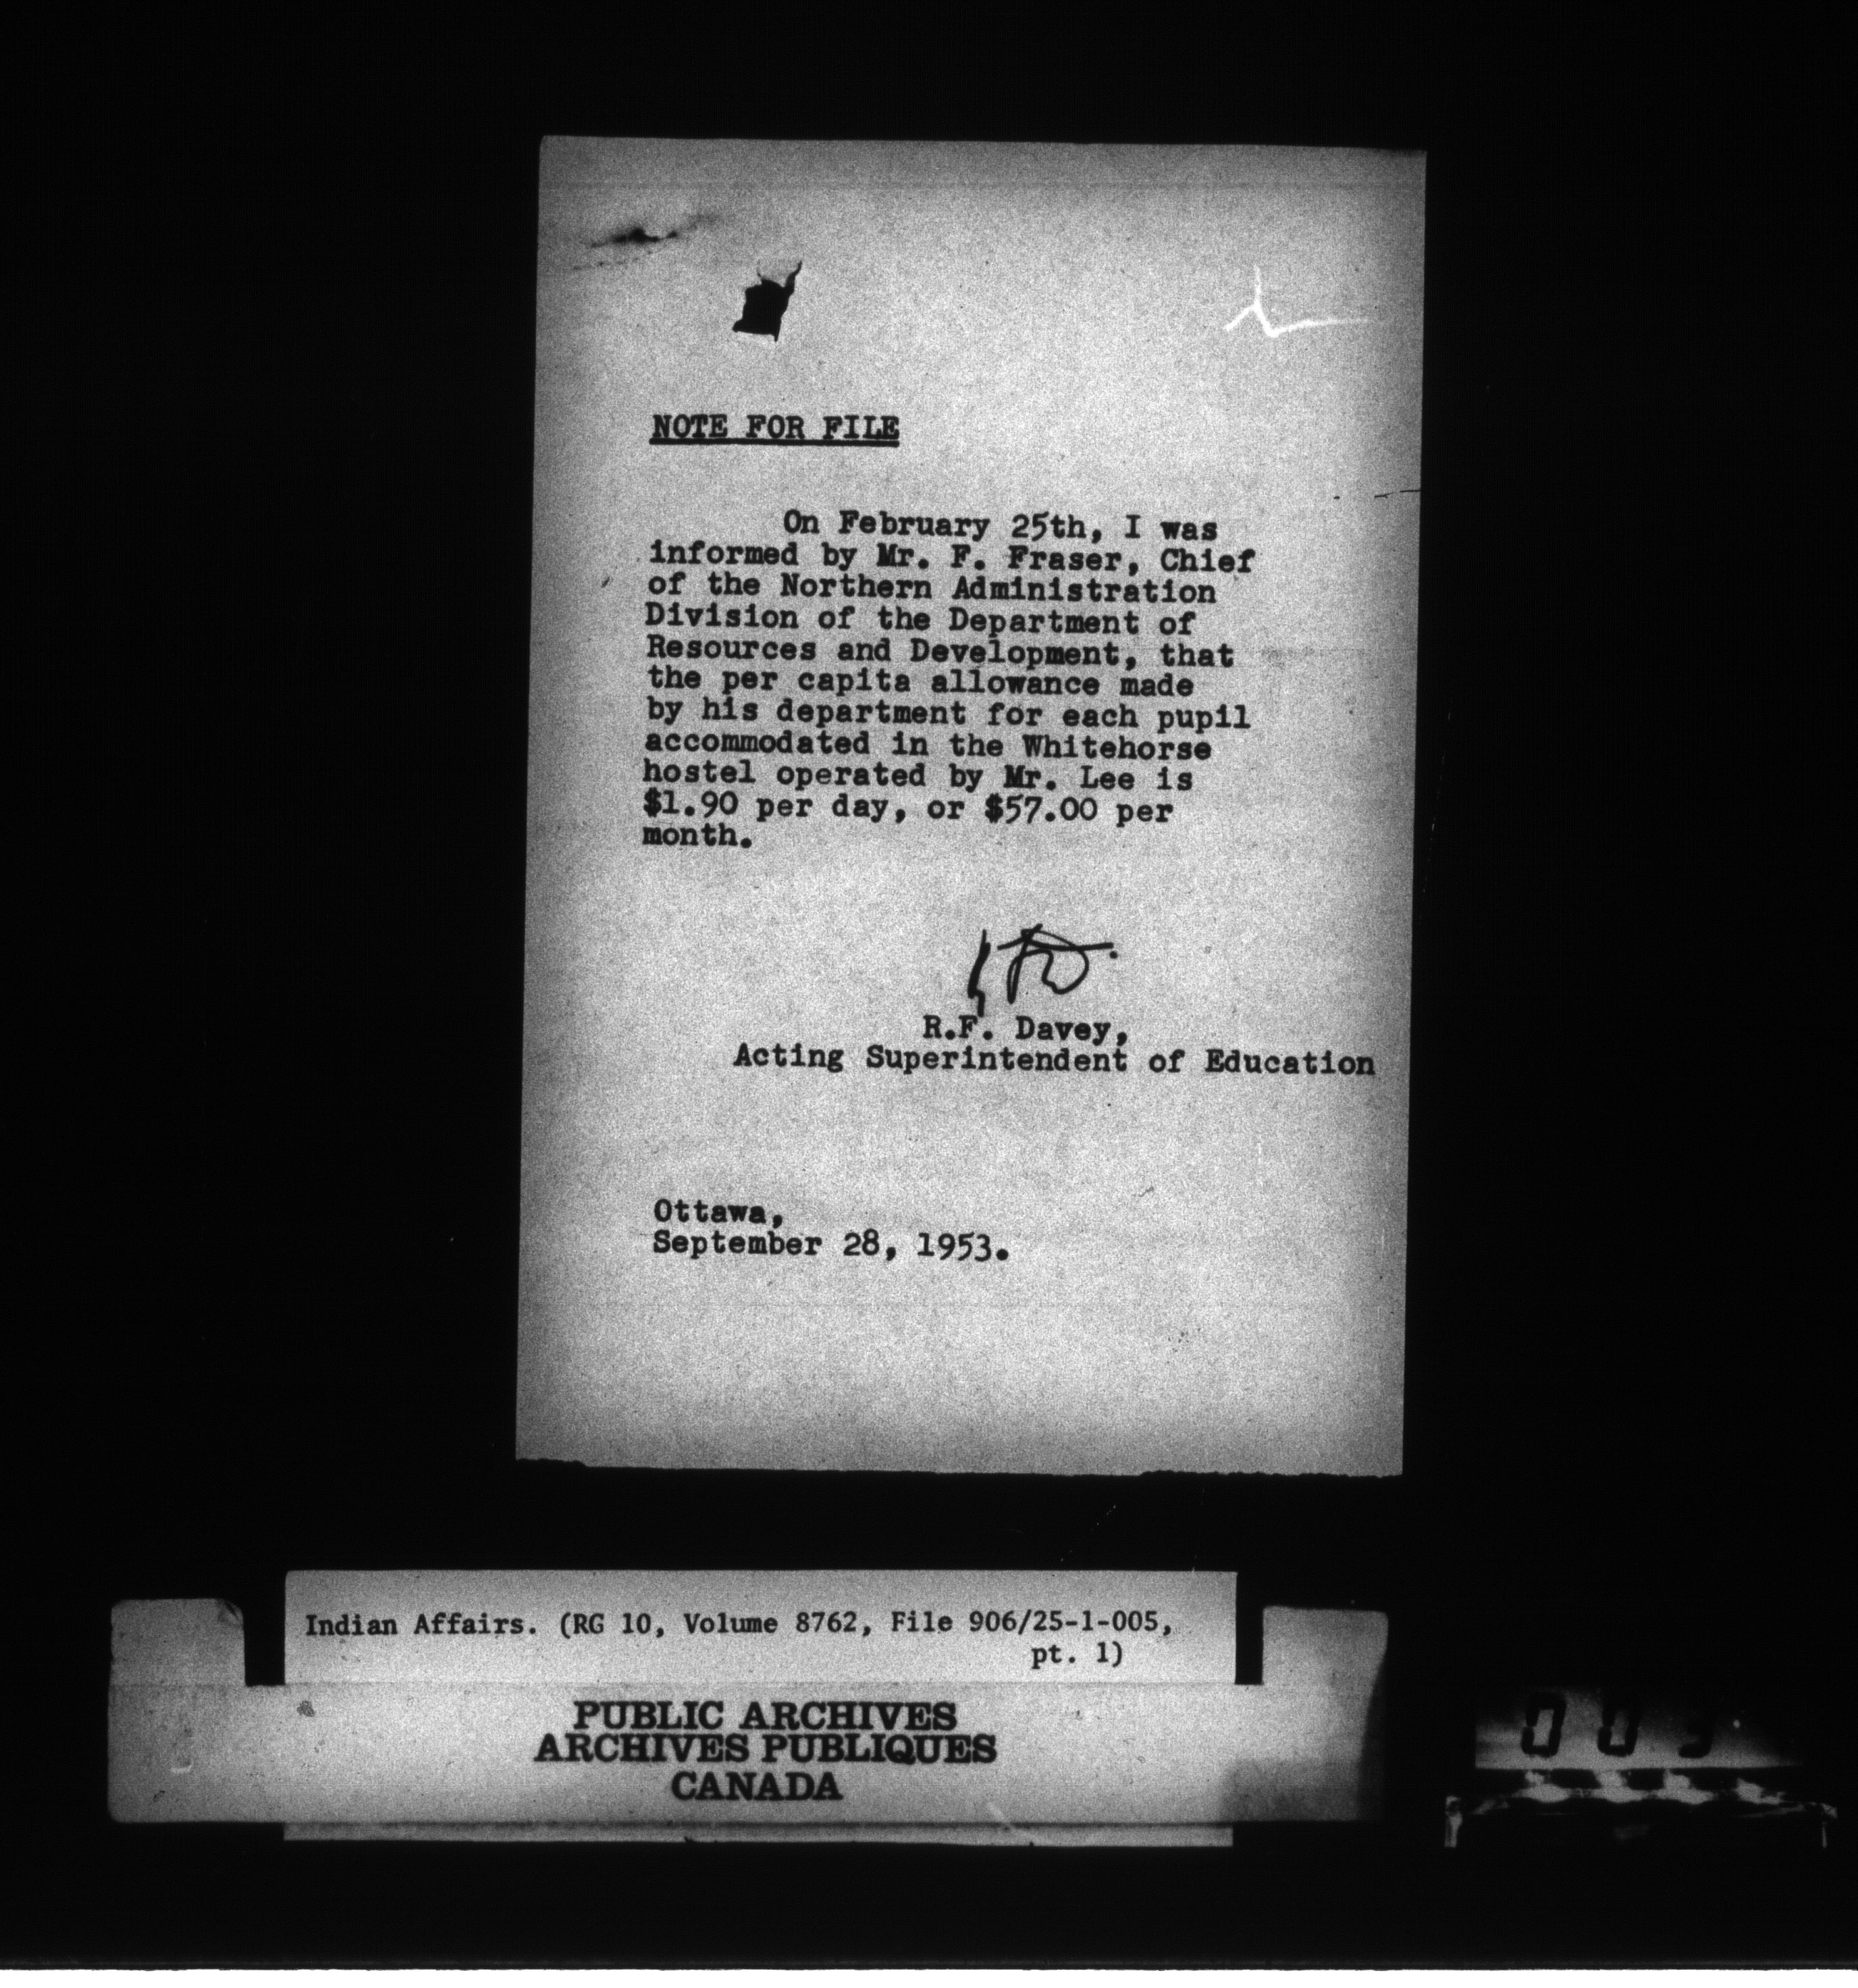 NOTE FOR FILE
On February 25th, I was
informed by Mr. F. Fraser, Chief
of the Northern Administration
Division of the Department of
Resources and Development, that
the per capita allowance made
by his department for each pupil
accommodated in the Whitehorse
hostel operated by Mr. Lee is
$1.90 per day, or $57.00 per
month.
R.F. Davey,
Acting Superintendent of Education
Ottawa,
September 28, 1953.
Indian Affairs. (RG 10, Volume 8762, File 906/25-1-005,
pt. 1)
PUBLIC ARCHIVES
ARCHIVES PUBLIQUES
CANADA